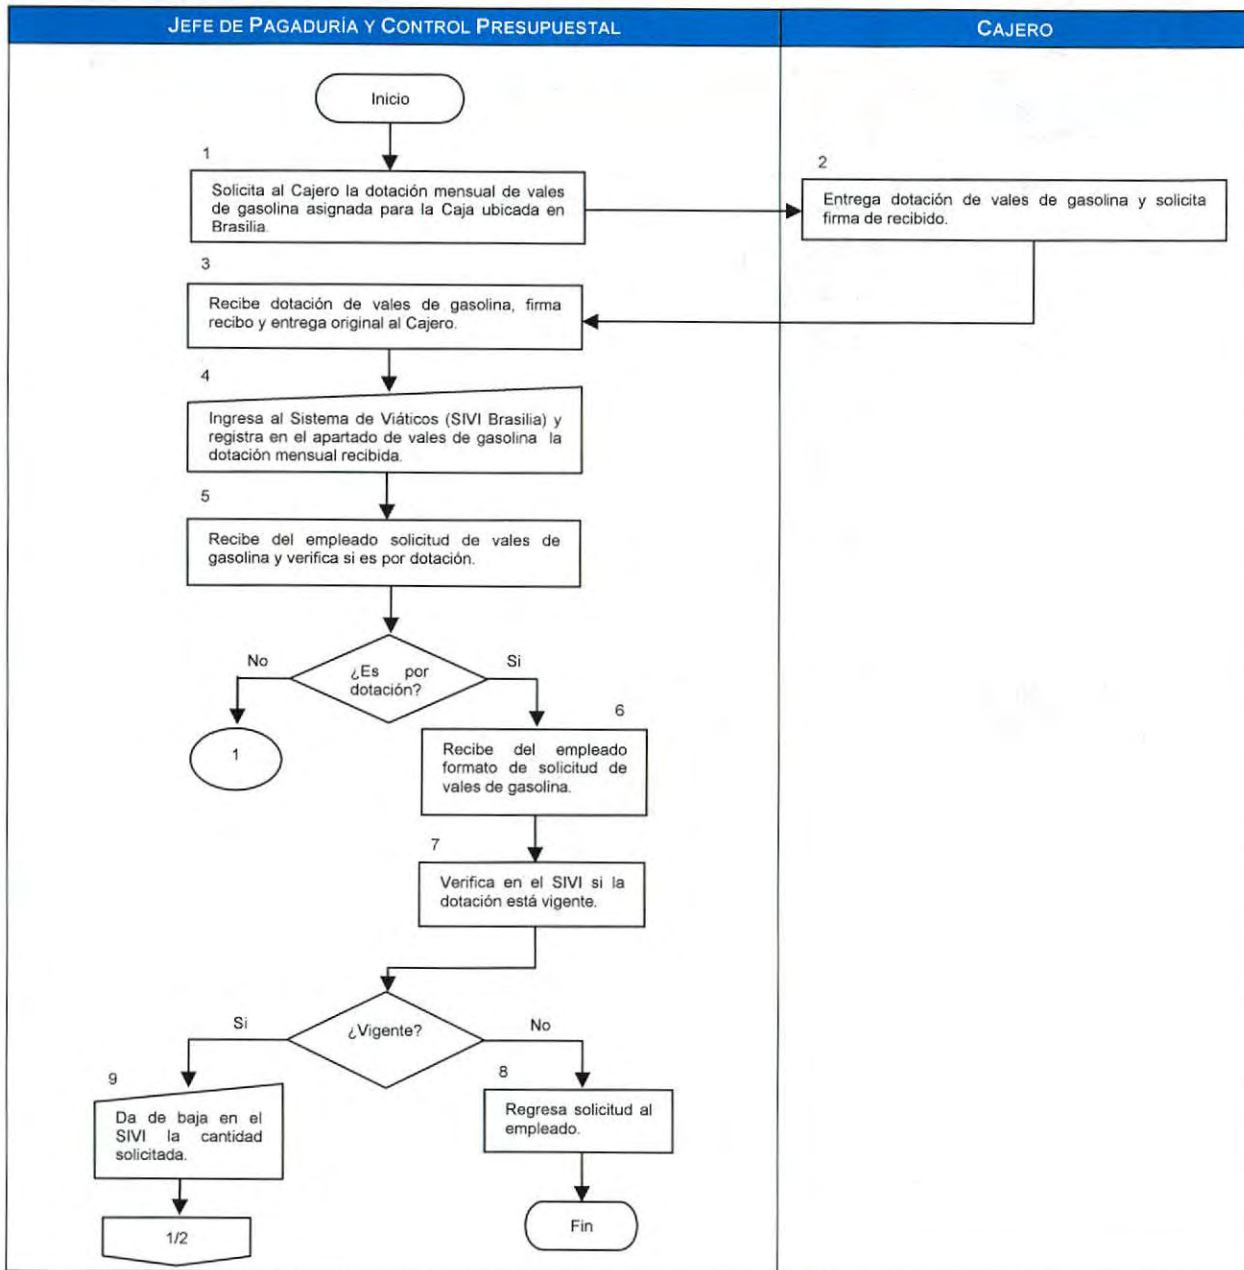 JEFE DE PAGADURÍA Y CONTROL PRESUPUESTAL
CAJERO
Inicio
1
Solicita al Cajero la dotación mensual de vales
de gasolina asignada para la Caja ubicada en
Brasilia.
2
Entrega dotación de vales de gasolina y solicita
firma de recibido.
3
Recibe dotación de vales de gasolina, firma
recibo y entrega original al Cajero.
4
Ingresa al Sistema de Viáticos (SIVI Brasilia) y
registra en el apartado de vales de gasolina la
dotación mensual recibida.
5
Recibe del empleado solicitud de vales de
gasolina y verifica si es por dotación.
No
¿Es por
dotación?
Si
1
6
Recibe del empleado
formato de solicitud de
vales de gasolina.
7
Verifica en el SIVI si la
dotación está vigente.
Si
¿Vigente?
No
9
Da de baja en el
SIVI la cantidad
solicitada.
8
Regresa solicitud al
empleado.
1/2
Fin